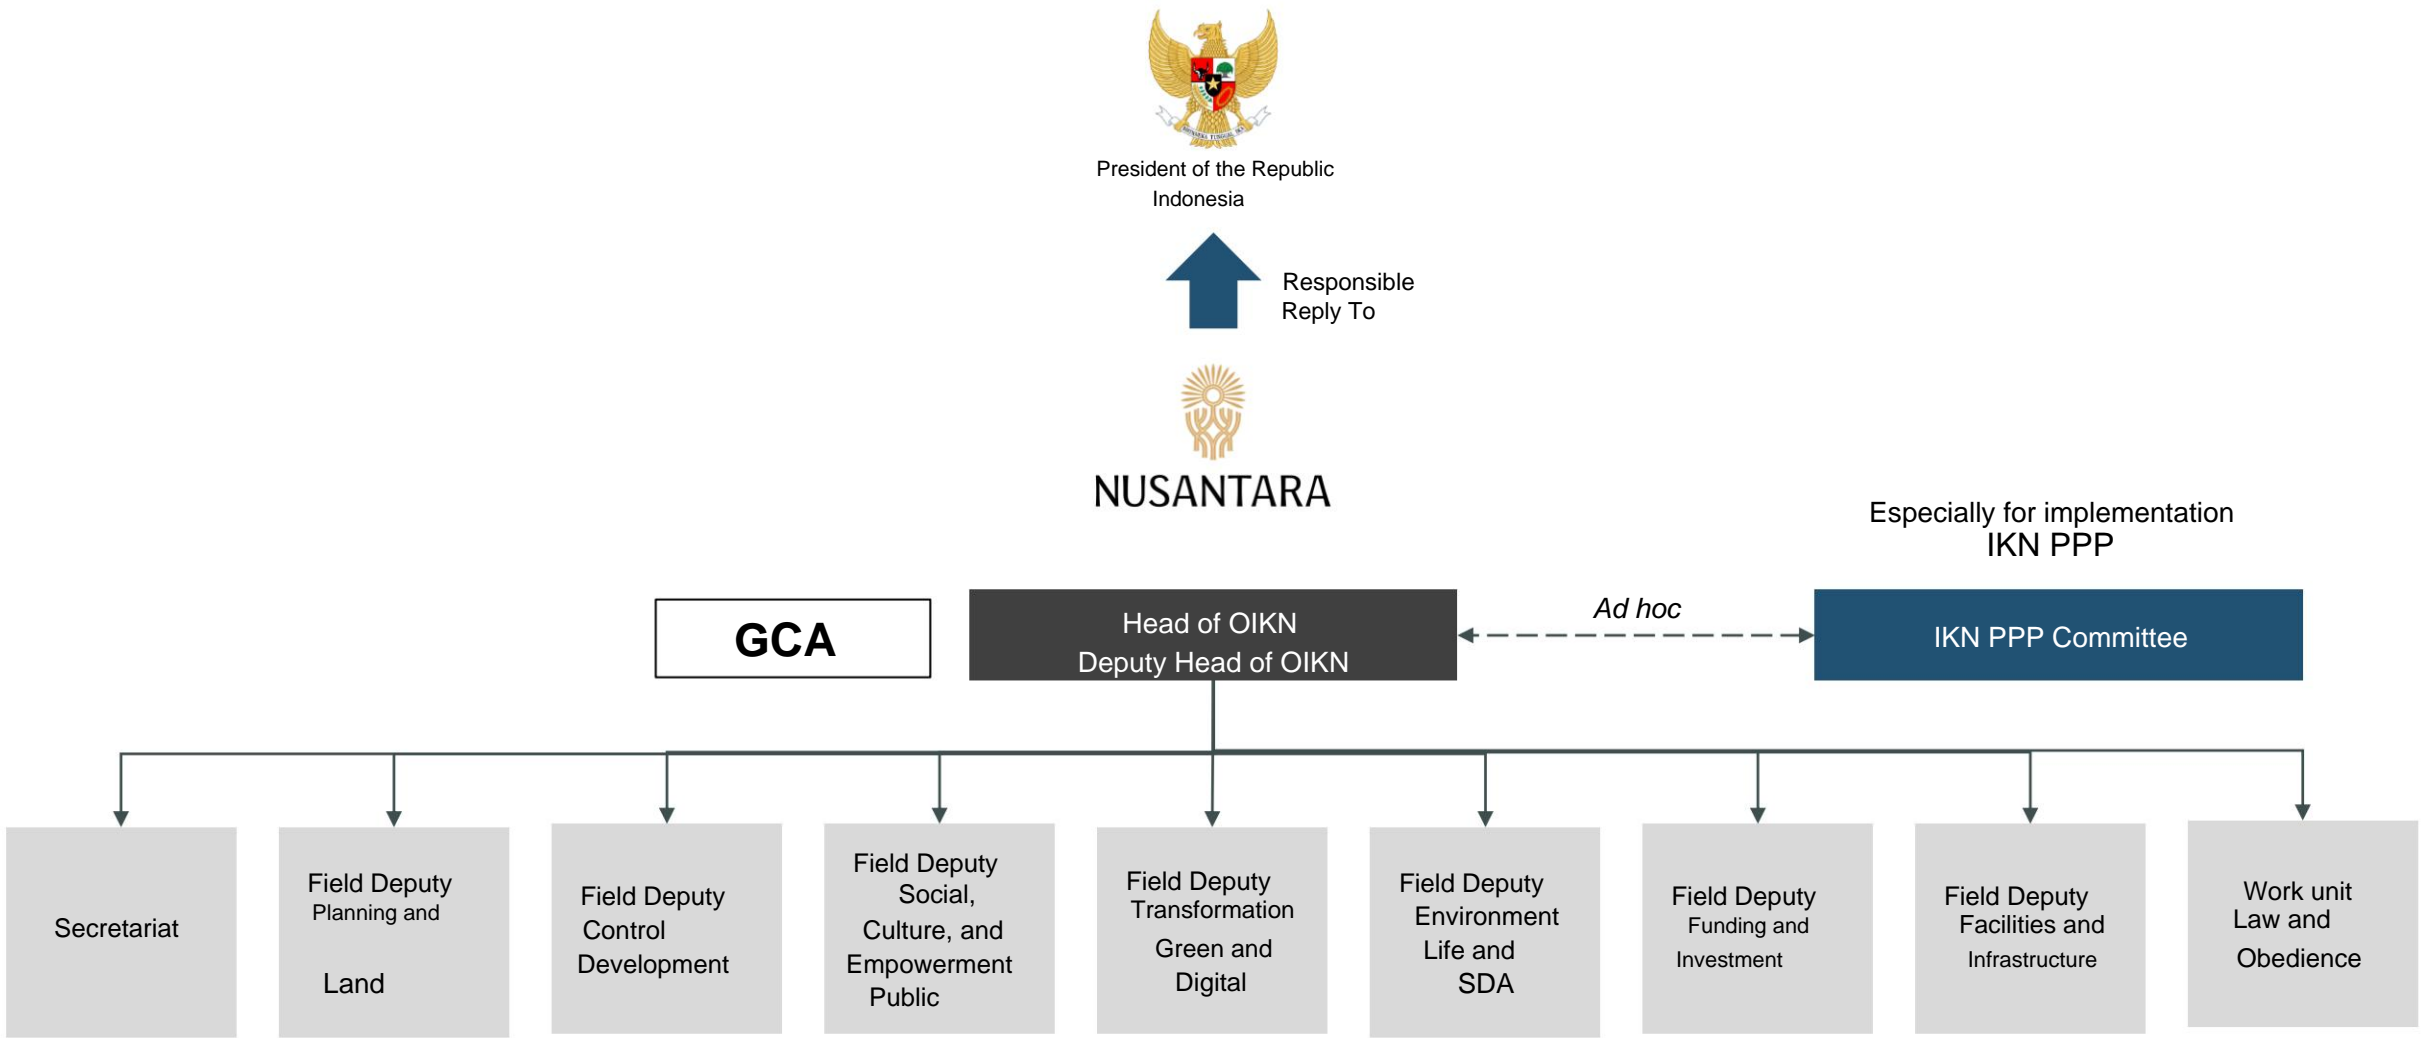 President of the Republic
Indonesia
Responsible
Reply To
NUSANTARA
Especially for implementation
IKN PPP
GCA
Head of OIKN
Deputy Head of OIKN
Ad hoc
IKN PPP Committee
Secretariat
Field Deputy
Planning and
Land
Field Deputy
Control
Development
Field Deputy
Social,
Culture, and
Empowerment
Public
Field Deputy
Transformation
Green and
Digital
Field Deputy
Environment
Life and
SDA
Field Deputy
Funding and
Investment
Field Deputy
Facilities and
Infrastructure
Work unit
Law and
Obedience